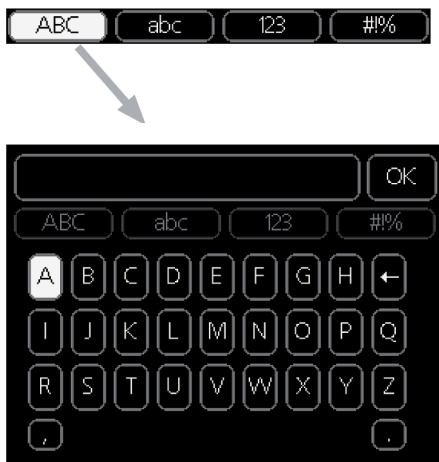 ABC abc 123 #!%
OK
ABC abc 123 #!%
A B C D E F G H ←
I J K L M N O P Q
R S T U V W X Y Z
, .